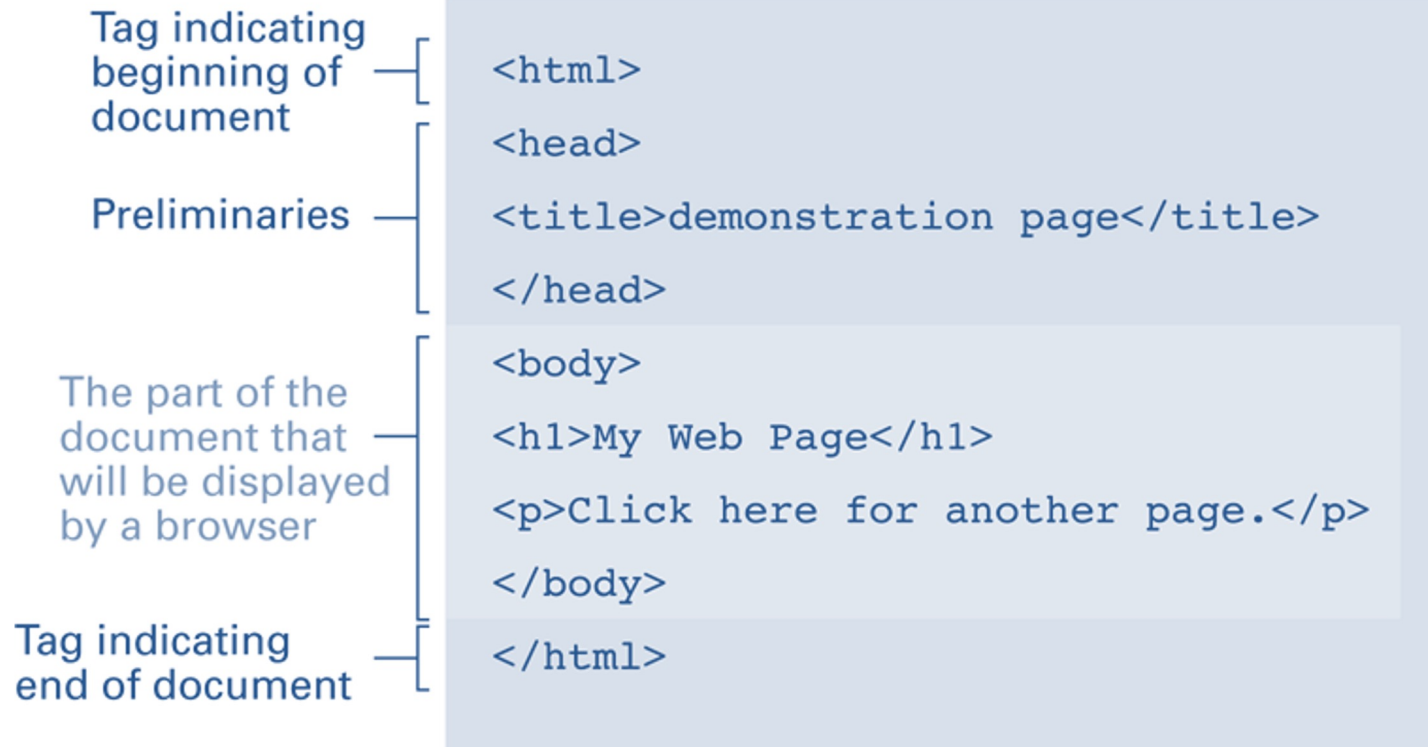 Tag indicating
beginning of
document
<html>
<head>
Preliminaries
<title>demonstration page</title>
</head>
The part of the
document that
will be displayed
by a browser
<body>
<h1>My Web Page</h1>
<p>Click here for another page.</p>
</body>
Tag indicating
end of document
</html>